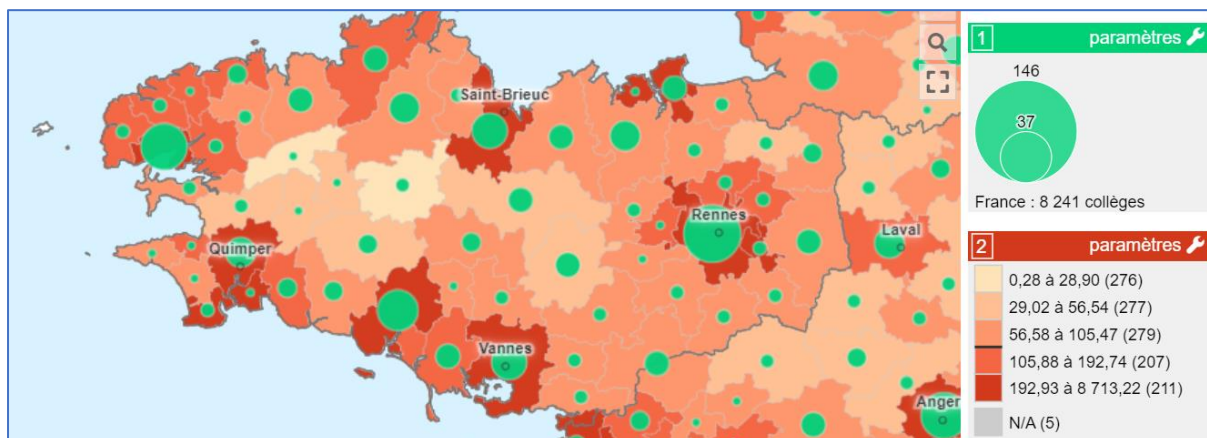 Saint-Brieuc
Rennes
Laval
Quimper
Vannes
Anger
1 paramètres
146
37
France : 8 241 collèges
2 paramètres
0,28 à 28,90 (276)
29,02 à 56,54 (277)
56,58 à 105,47 (279)
105,88 à 192,74 (207)
192,93 à 8 713,22 (211)
N/A (5)